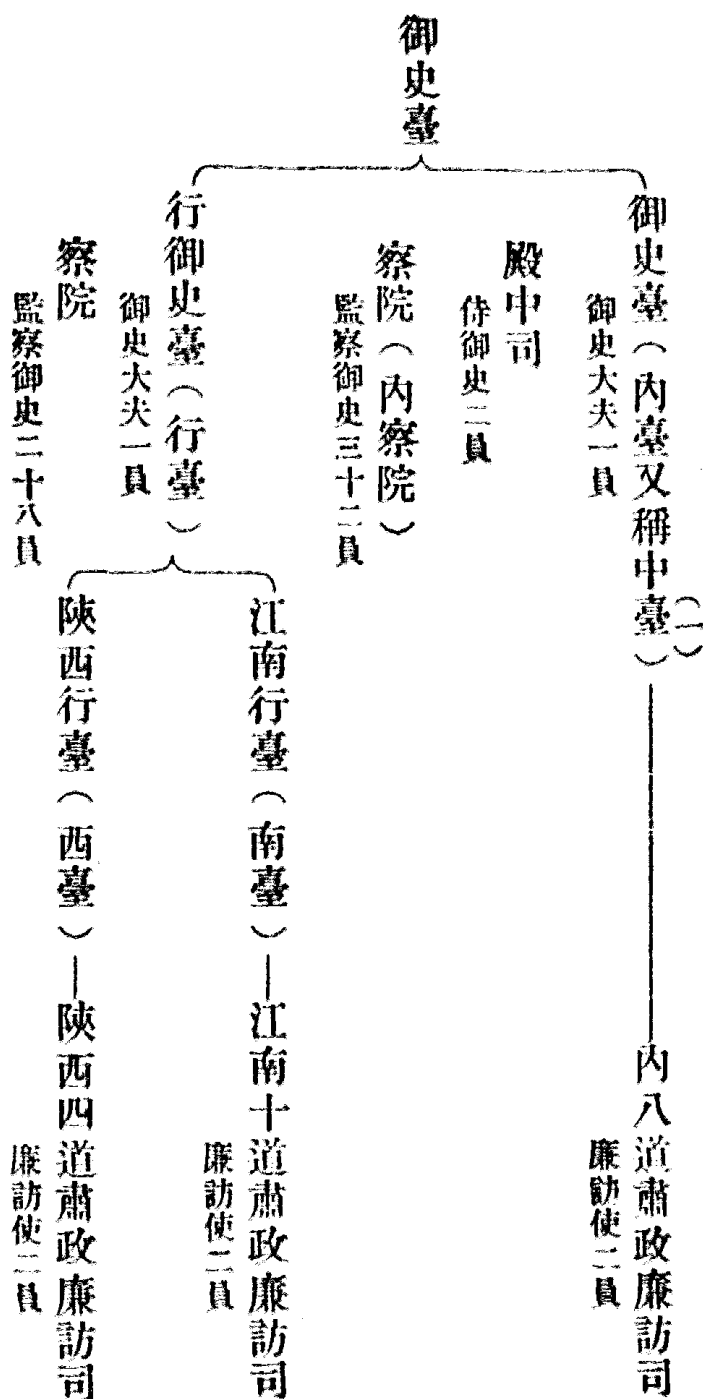 御史臺
御史臺（內臺又稱中臺）
（一）
御史大夫一員
內八道肅政廉訪司
廉訪使二員
殿中司
侍御史二員
察院（內察院）
監察御史三十二員
行御史臺（行臺）
御史大夫一員
察院
監察御史二十八員
江南行臺（南臺）
江南十道肅政廉訪司
廉訪使二員
陝西行臺（西臺）
陝西四道肅政廉訪司
廉訪使二員